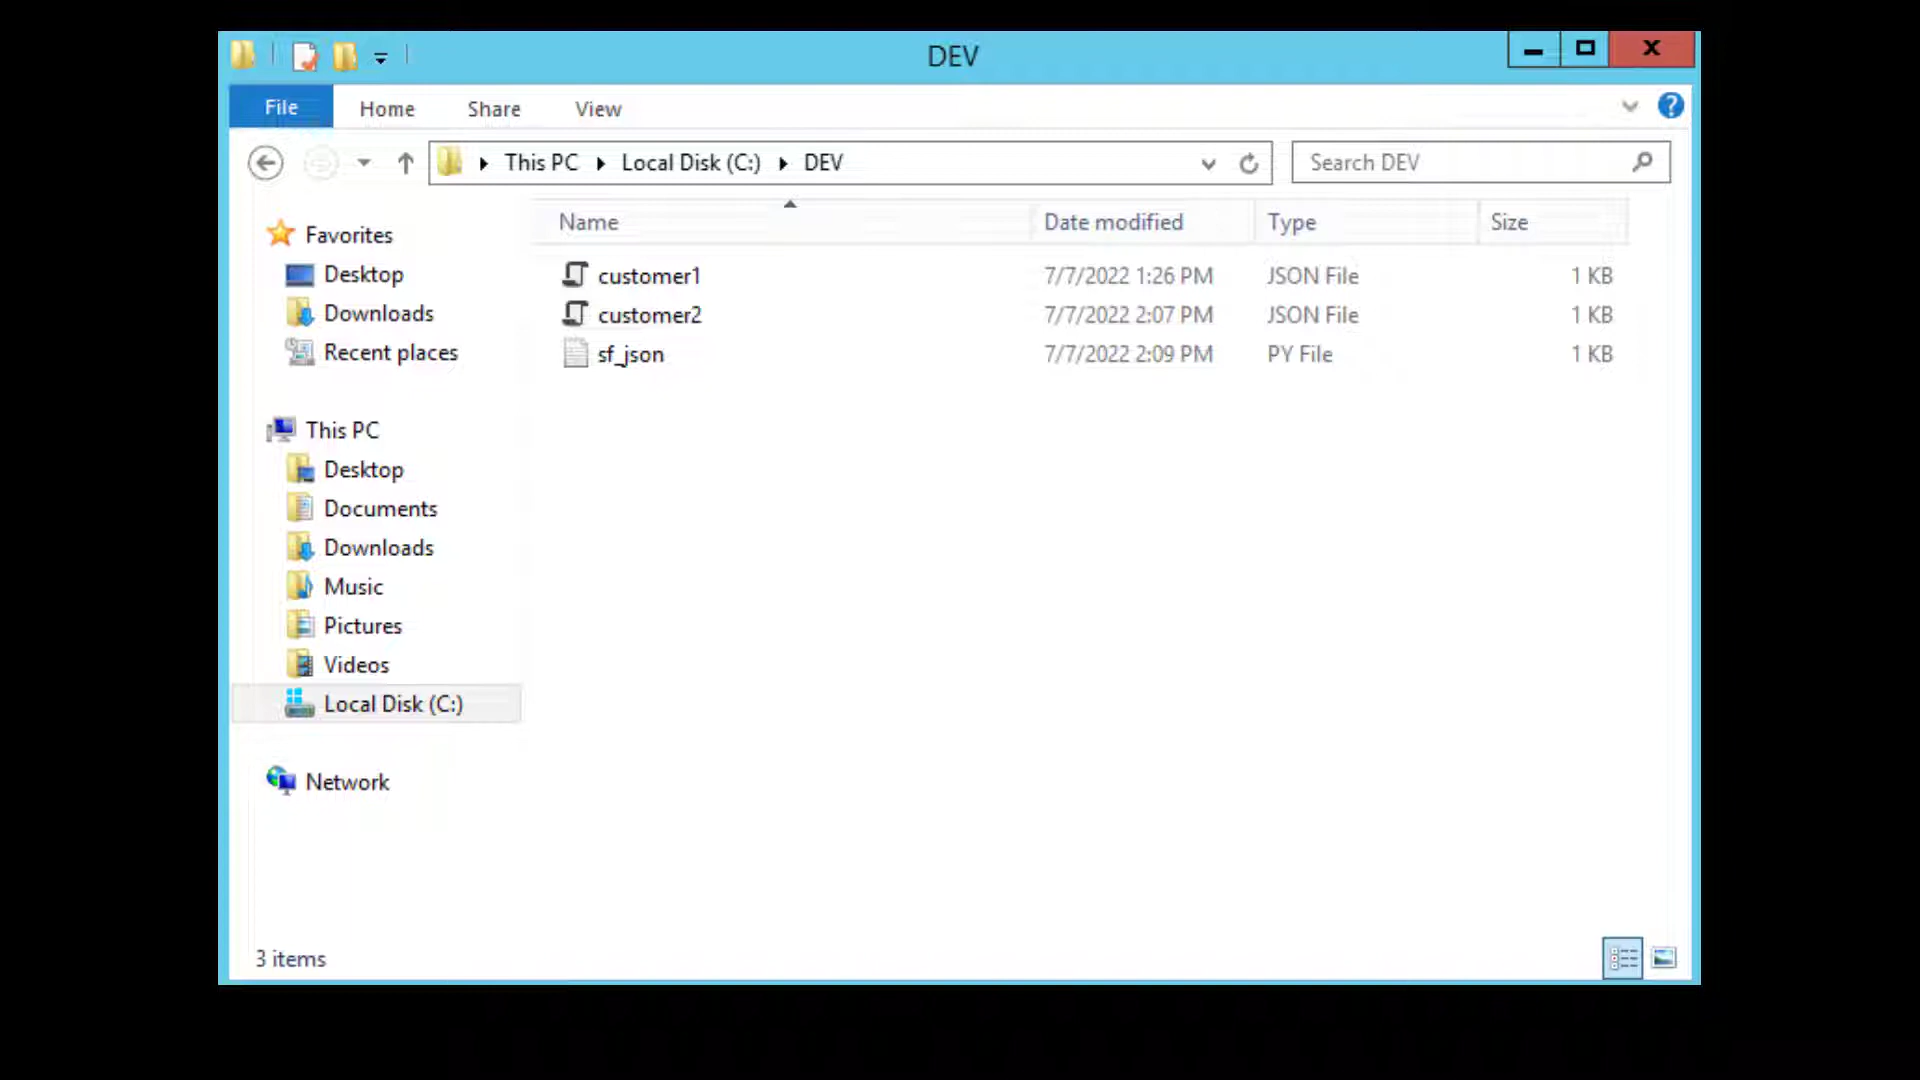 DEV
File Home Share View
This PC Local Disk (C:) DEV Search DEV
Name Date modified Type Size
customer1 7/7/2022 1:26 PM JSON File 1 KB
customer2 7/7/2022 2:07 PM JSON File 1 KB
sf_json 7/7/2022 2:09 PM PY File 1 KB
Favorites
Desktop
Downloads
Recent places
This PC
Desktop
Documents
Downloads
Music
Pictures
Videos
Local Disk (C:)
Network
3 items